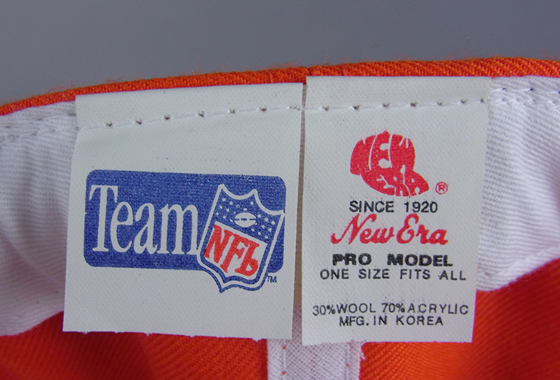 Team NFL
TM
NEW ERA
®
SINCE 1920
New Era
PRO MODEL
ONE SIZE FITS ALL
30%WOOL 70%ACRYLIC
MFG. IN KOREA